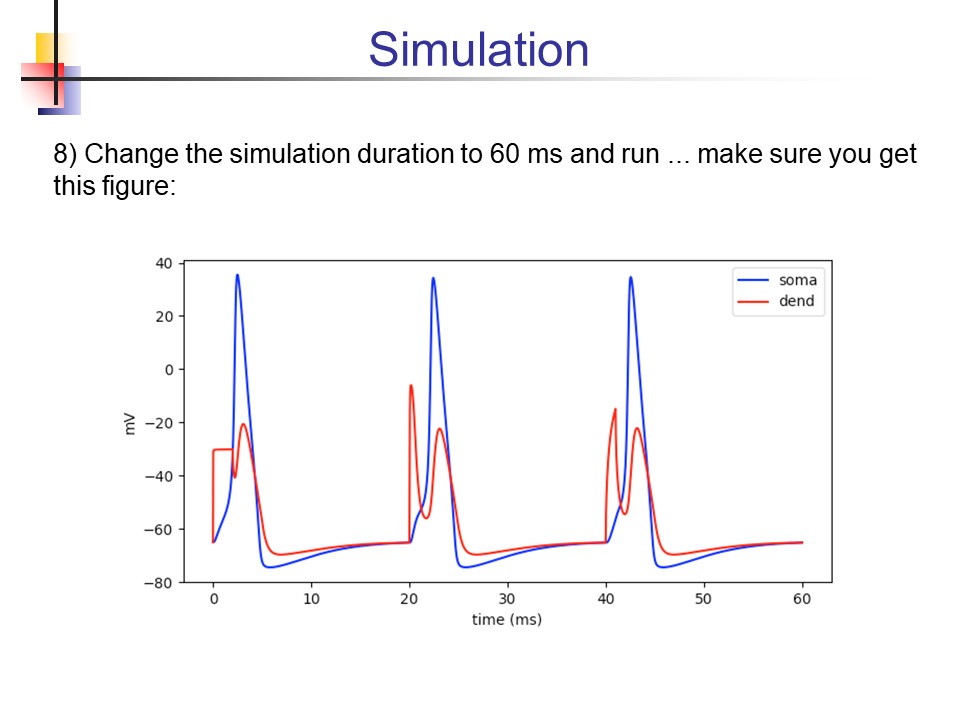 Simulation
8) Change the simulation duration to 60 ms and run ... make sure you get
this figure:
40
20
0
−20
−40
−60
−80
mV
soma
dend
0 10 20 30 40 50 60
time (ms)